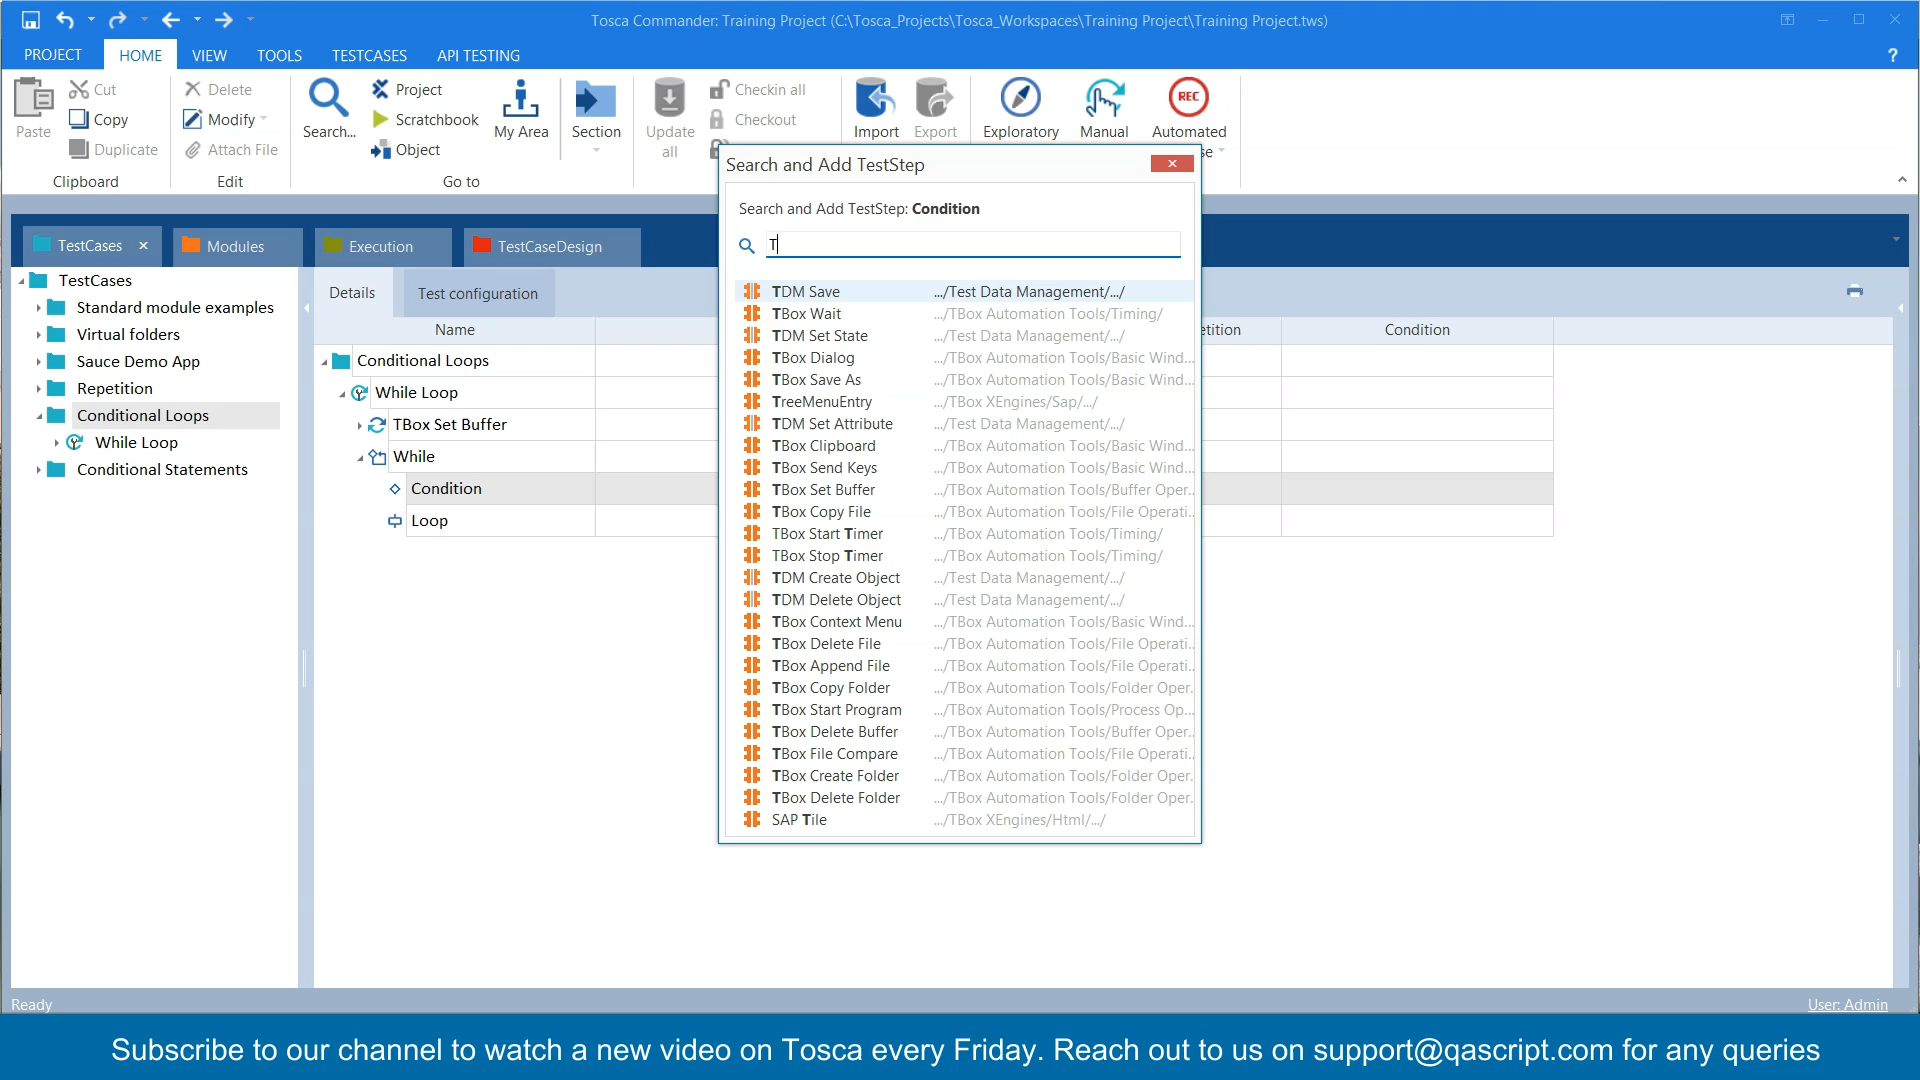 Tosca Commander: Training Project (C:\Tosca_Projects\Tosca_Workspaces\Training Project\Training Project.tws)
PROJECT HOME VIEW TOOLS TESTCASES API TESTING ?
Paste Cut Copy Duplicate Clipboard
Delete Modify Attach File Edit
Search... Project Scratchbook Object My Area Go to
Section
Update all Checkin all Checkout
Import Export
Exploratory Manual REC Automated
se
TestCases Modules Execution TestCaseDesign
TestCases
Standard module examples
Virtual folders
Sauce Demo App
Repetition
Conditional Loops
While Loop
Conditional Statements
Details Test configuration
Name etition Condition
Conditional Loops
While Loop
TBox Set Buffer
While
Condition
Loop
Search and Add TestStep
Search and Add TestStep: Condition
T
TDM Save .../Test Data Management/.../
TBox Wait .../TBox Automation Tools/Timing/
TDM Set State .../Test Data Management/.../
TBox Dialog .../TBox Automation Tools/Basic Wind...
TBox Save As .../TBox Automation Tools/Basic Wind...
TreeMenuEntry .../TBox XEngines/Sap/.../
TDM Set Attribute .../Test Data Management/.../
TBox Clipboard .../TBox Automation Tools/Basic Wind...
TBox Send Keys .../TBox Automation Tools/Basic Wind...
TBox Set Buffer .../TBox Automation Tools/Buffer Oper...
TBox Copy File .../TBox Automation Tools/File Operati...
TBox Start Timer .../TBox Automation Tools/Timing/
TBox Stop Timer .../TBox Automation Tools/Timing/
TDM Create Object .../Test Data Management/.../
TDM Delete Object .../Test Data Management/.../
TBox Context Menu .../TBox Automation Tools/Basic Wind...
TBox Delete File .../TBox Automation Tools/File Operati...
TBox Append File .../TBox Automation Tools/File Operati...
TBox Copy Folder .../TBox Automation Tools/Folder Oper...
TBox Start Program .../TBox Automation Tools/Process Op...
TBox Delete Buffer .../TBox Automation Tools/Buffer Oper...
TBox File Compare .../TBox Automation Tools/File Operati...
TBox Create Folder .../TBox Automation Tools/Folder Oper...
TBox Delete Folder .../TBox Automation Tools/Folder Oper...
SAP Tile .../TBox XEngines/Html/.../
Ready User: Admin
Subscribe to our channel to watch a new video on Tosca every Friday. Reach out to us on support@qascript.com for any queries